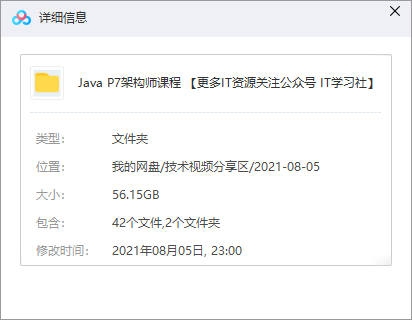 详细信息
Java P7架构师课程 【更多IT资源关注公众号 IT学习社】
类型： 文件夹
位置： 我的网盘/技术视频分享区/2021-08-05
大小： 56.15GB
包含： 42个文件,2个文件夹
修改时间： 2021年08月05日, 23:00